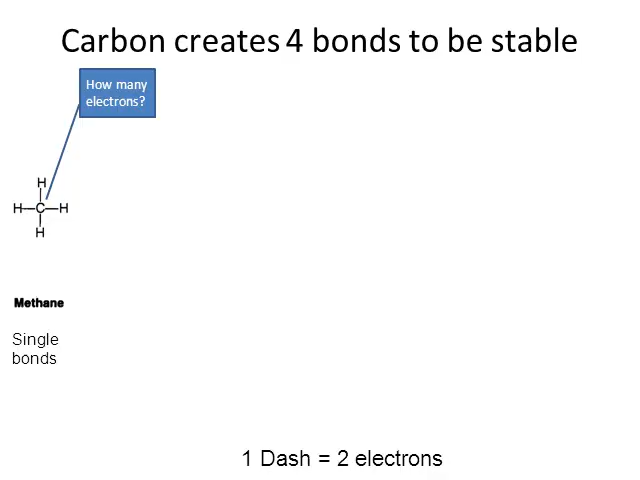 Carbon creates 4 bonds to be stable
How many
electrons?
H
H—C—H
H
Methane
Single
bonds
1 Dash = 2 electrons